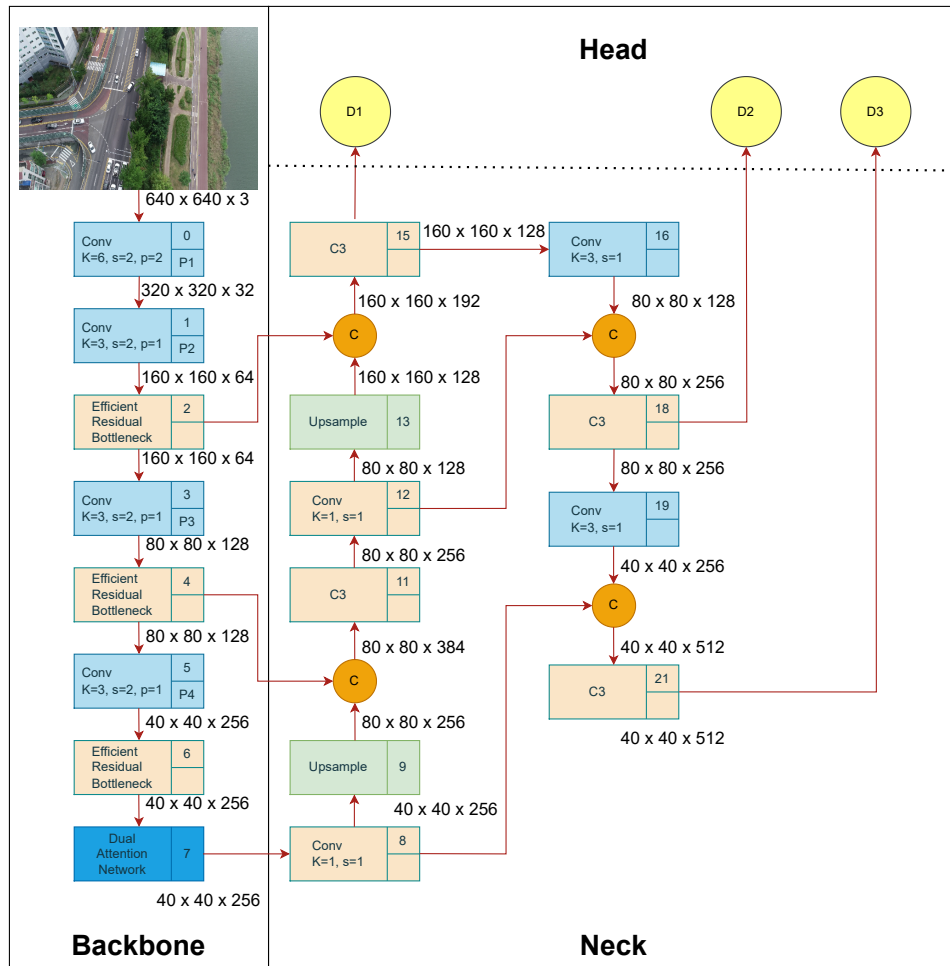 Head
D1
D2
D3
640 x 640 x 3
Conv
K=6, s=2, p=2
0
P1
320 x 320 x 32
Conv
K=3, s=2, p=1
1
P2
160 x 160 x 64
Efficient
Residual
Bottleneck
2
160 x 160 x 64
Conv
K=3, s=2, p=1
3
P3
80 x 80 x 128
Efficient
Residual
Bottleneck
4
80 x 80 x 128
Conv
K=3, s=2, p=1
5
P4
40 x 40 x 256
Efficient
Residual
Bottleneck
6
40 x 40 x 256
Dual
Attention
Network
7
40 x 40 x 256
Backbone
C3
15
160 x 160 x 128
160 x 160 x 192
C
160 x 160 x 128
Upsample
13
80 x 80 x 128
Conv
K=1, s=1
12
80 x 80 x 256
C3
11
80 x 80 x 384
C
80 x 80 x 256
Upsample
9
40 x 40 x 256
Conv
K=1, s=1
8
Conv
K=3, s=1
16
80 x 80 x 128
C
80 x 80 x 256
C3
18
80 x 80 x 256
Conv
K=3, s=1
19
40 x 40 x 256
C
40 x 40 x 512
C3
21
40 x 40 x 512
Neck